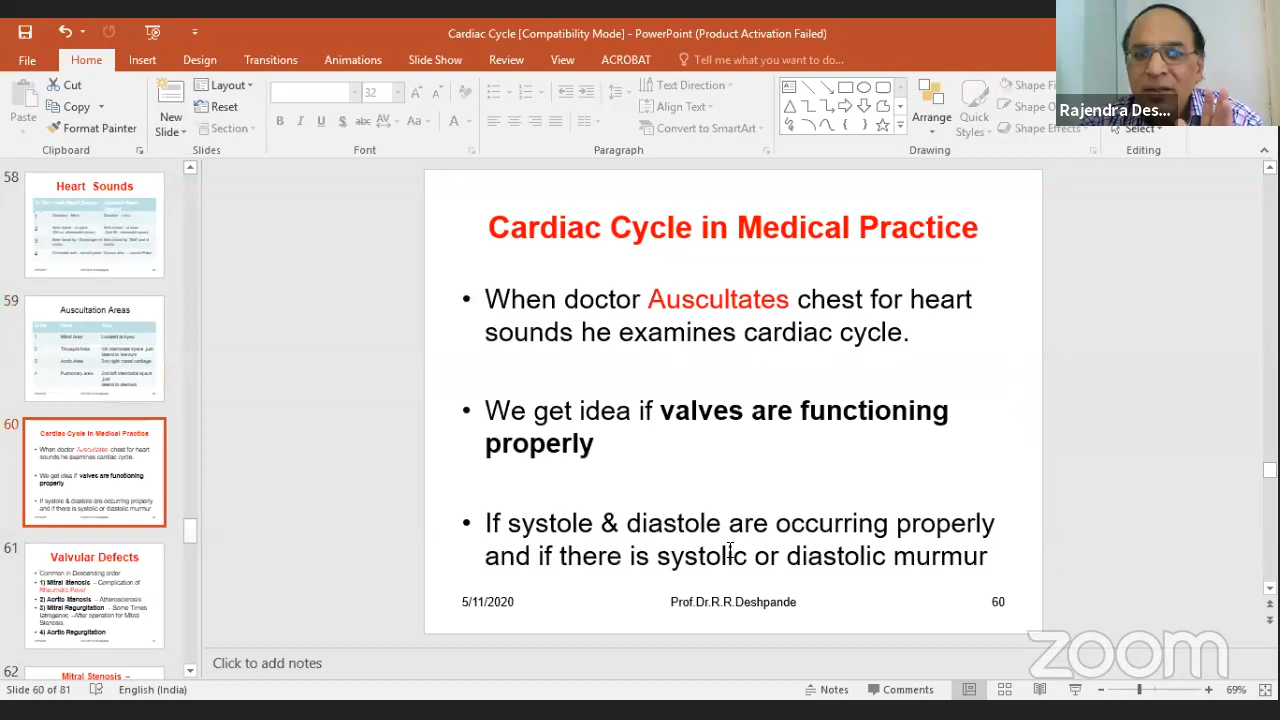 Cardiac Cycle [Compatibility Mode] - PowerPoint (Product Activation Failed)
File Home Insert Design Transitions Animations Slide Show Review View ACROBAT Tell me what you want to do...
Rajendra Des...
Paste
Cut
Copy
Format Painter
Clipboard
New
Slide
Layout
Reset
Section
Slides
32
B I U S abc AV Aa A
Font
Paragraph
Text Direction
Align Text
Convert to SmartArt
Arrange
Quick
Styles
Shape
Shape
Shape Effects
Drawing
Select
Editing
58
Heart Sounds
59
Auscultation Areas
Mitral Area
Aortic Area
Pulmonary area
60
Cardiac Cycle in Medical Practice
• When doctor Auscultates chest for heart
sounds he examines cardiac cycle.
• We get idea if valves are functioning
properly
• If systole & diastole are occurring properly
and if there is systolic or diastolic murmur
61
Valvular Defects
• Common in Descending order
• 1) Mitral Stenosis – Complication of
Rheumatic Fever
• 2) Aortic Stenosis – Atherosclerosis
• 3) Mitral Regurgitation – Some Times
Iatrogenic –After operation for Mitral
Stenosis
• 4) Aortic Regurgitation
62
Mitral Stenosis –
Cardiac Cycle in Medical Practice
• When doctor Auscultates chest for heart
sounds he examines cardiac cycle.
• We get idea if valves are functioning
properly
• If systole & diastole are occurring properly
and if there is systolic or diastolic murmur
5/11/2020 Prof.Dr.R.R.Deshpande 60
zoom
Click to add notes
Slide 60 of 81 English (India) Notes Comments 69%